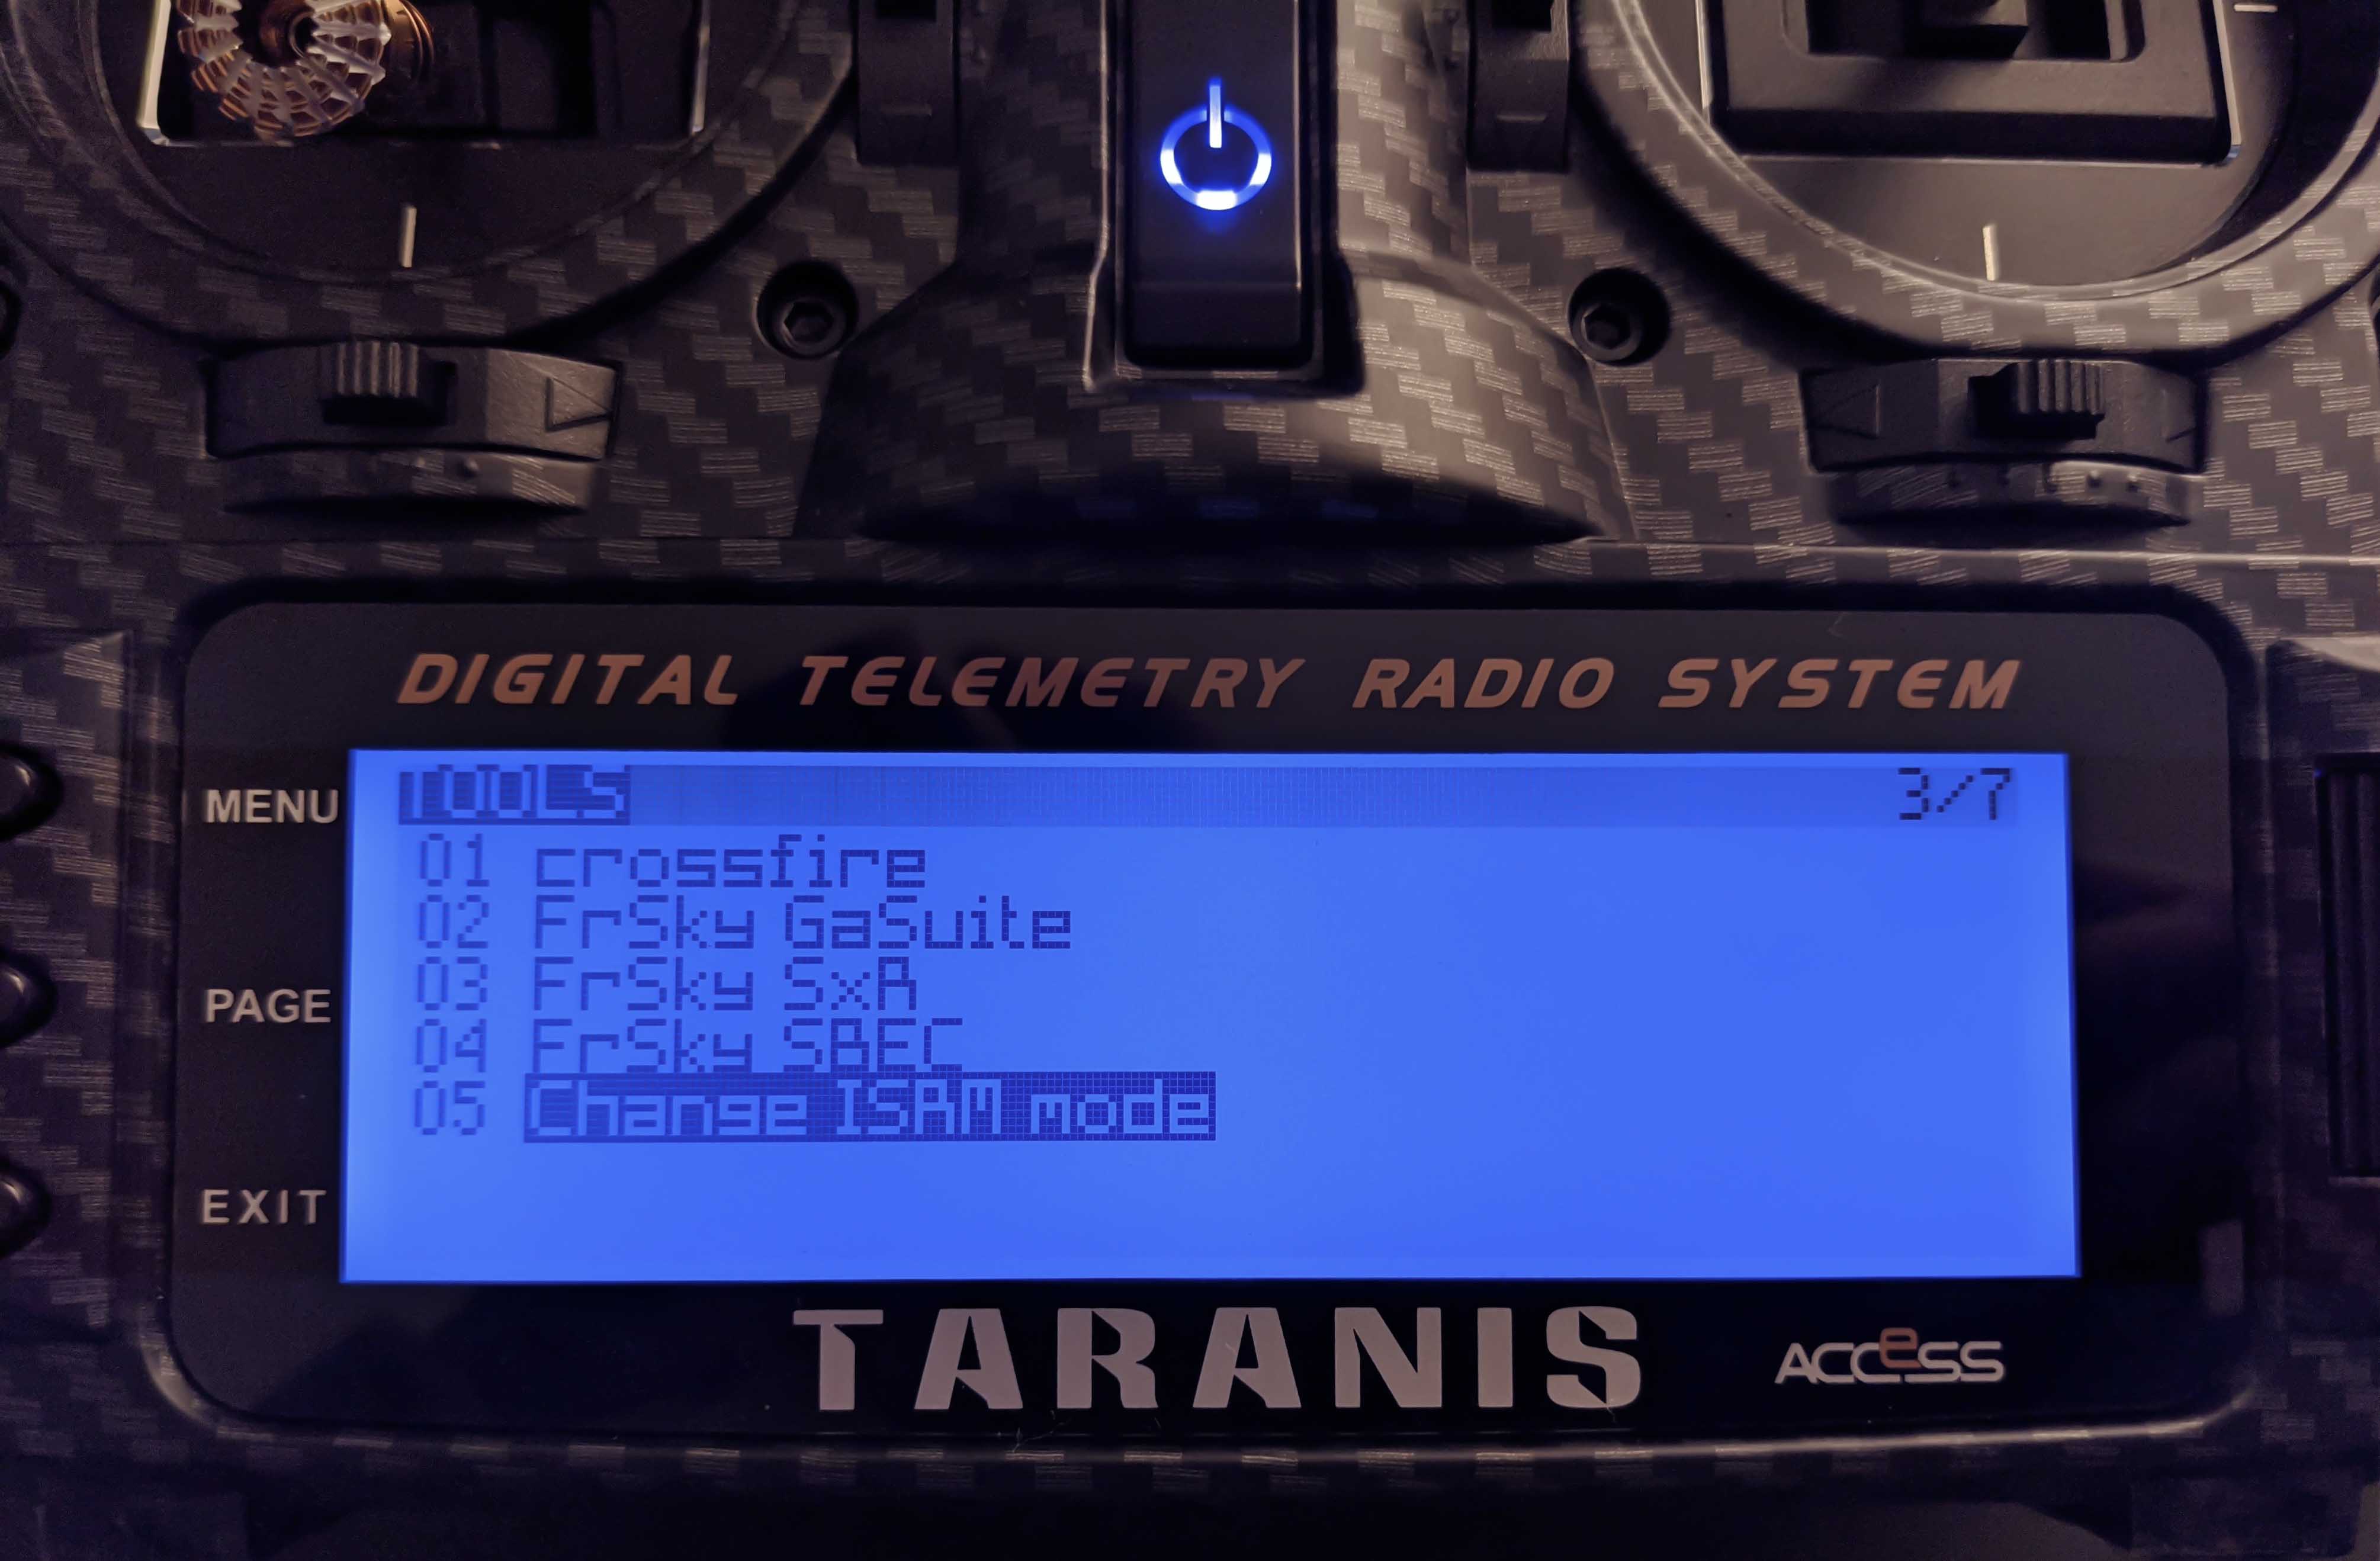 DIGITAL TELEMETRY RADIO SYSTEM
MENU
PAGE
EXIT
TOOLS 3/7
01 crossfire
02 FrSky GaSuite
03 FrSky SxR
04 FrSky SBEC
05 Change ISRM mode
TARANIS
ACCeSS